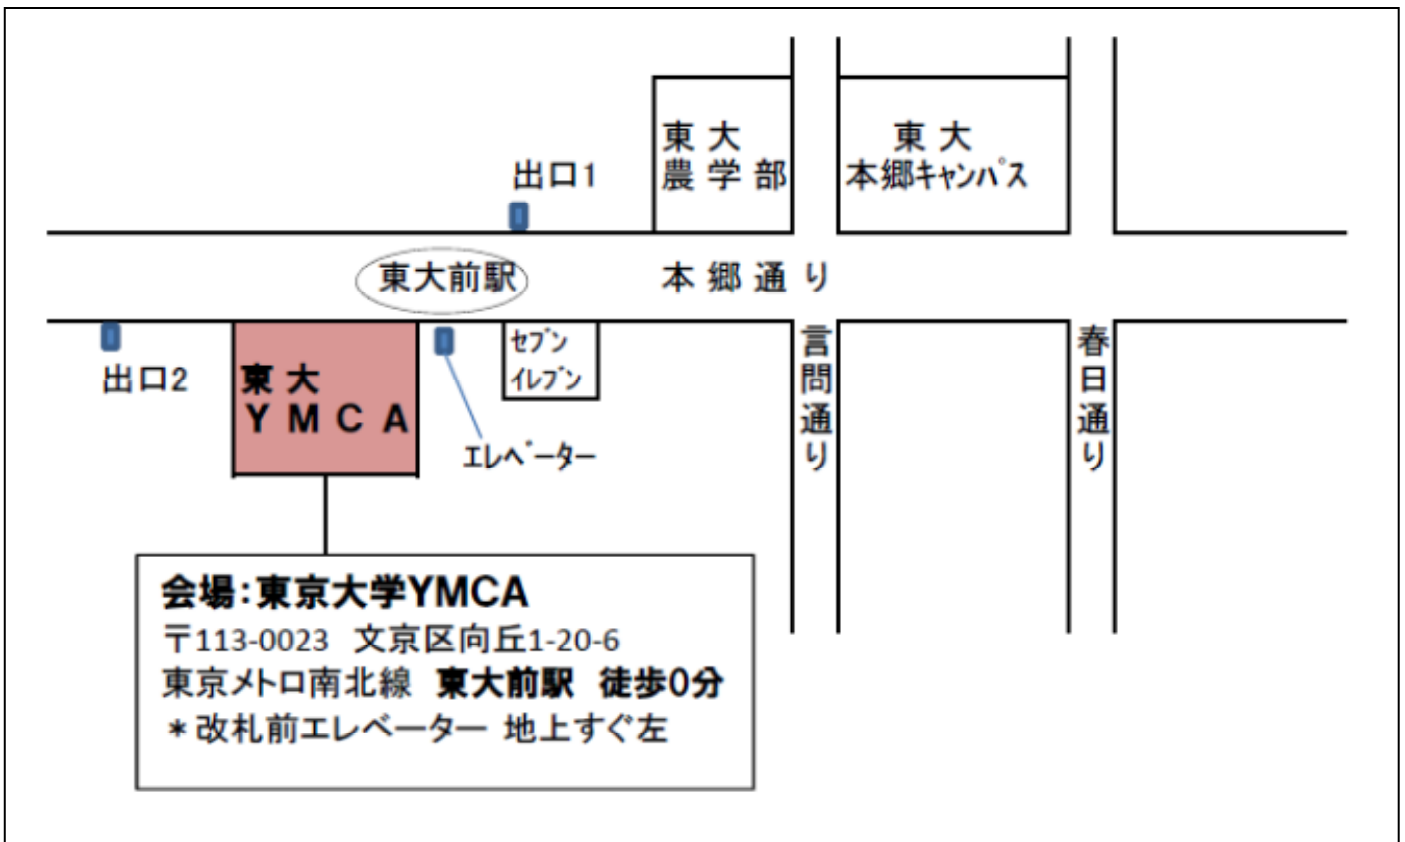 東大
農学部
東大
本郷キャンパス
出口1
東大前駅
本郷通り
出口2
東大
YMCA
セブン
イレブン
エレベーター
言問通り
春日通り
会場:東京大学YMCA
〒113-0023 文京区向丘1-20-6
東京メトロ南北線 東大前駅 徒歩0分
*改札前エレベーター 地上すぐ左